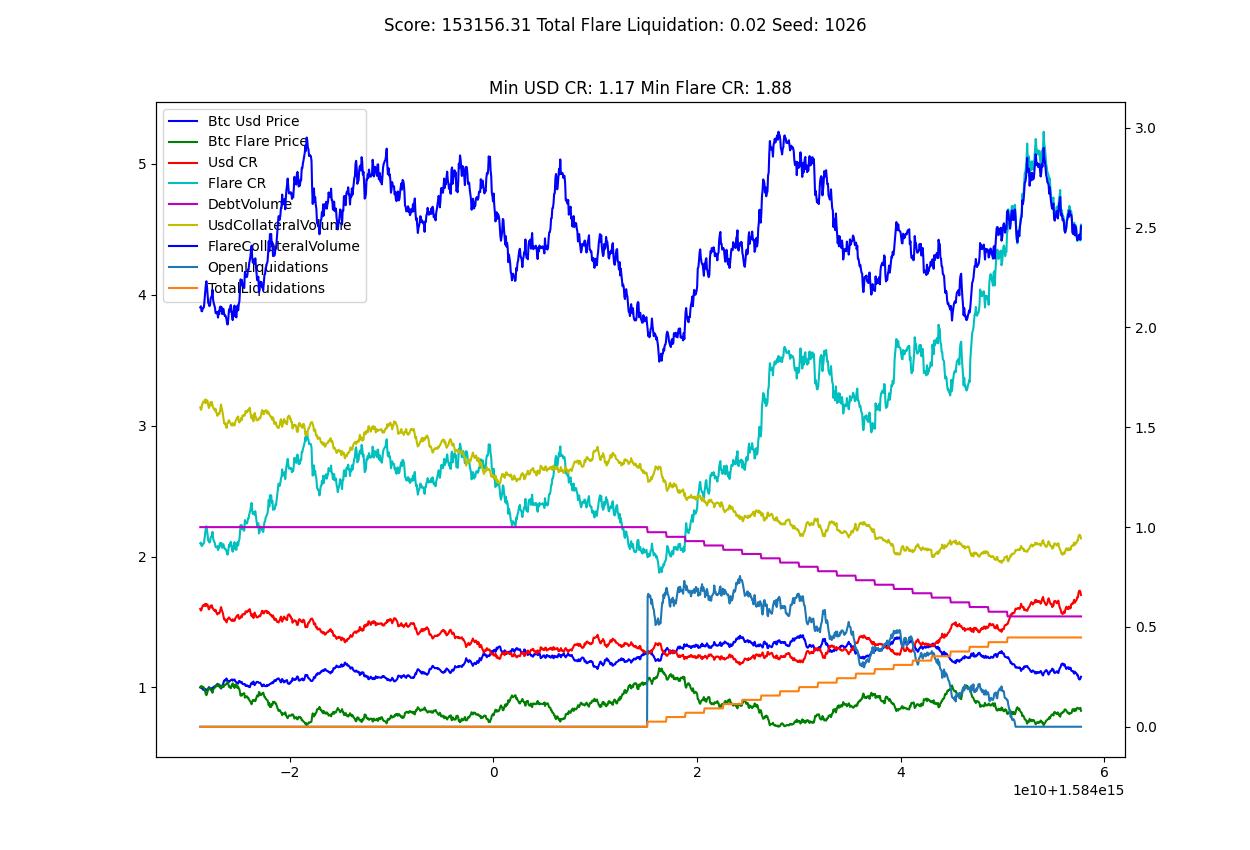 Score: 153156.31 Total Flare Liquidation: 0.02 Seed: 1026
Min USD CR: 1.17 Min Flare CR: 1.88
Btc Usd Price
Btc Flare Price
Usd CR
Flare CR
DebtVolume
UsdCollateralVolume
FlareCollateralVolume
OpenLiquidations
TotalLiquidations
5
4
3
2
1
3.0
2.5
2.0
1.5
1.0
0.5
0.0
−2
0
2
4
6
1e10+1.584e15